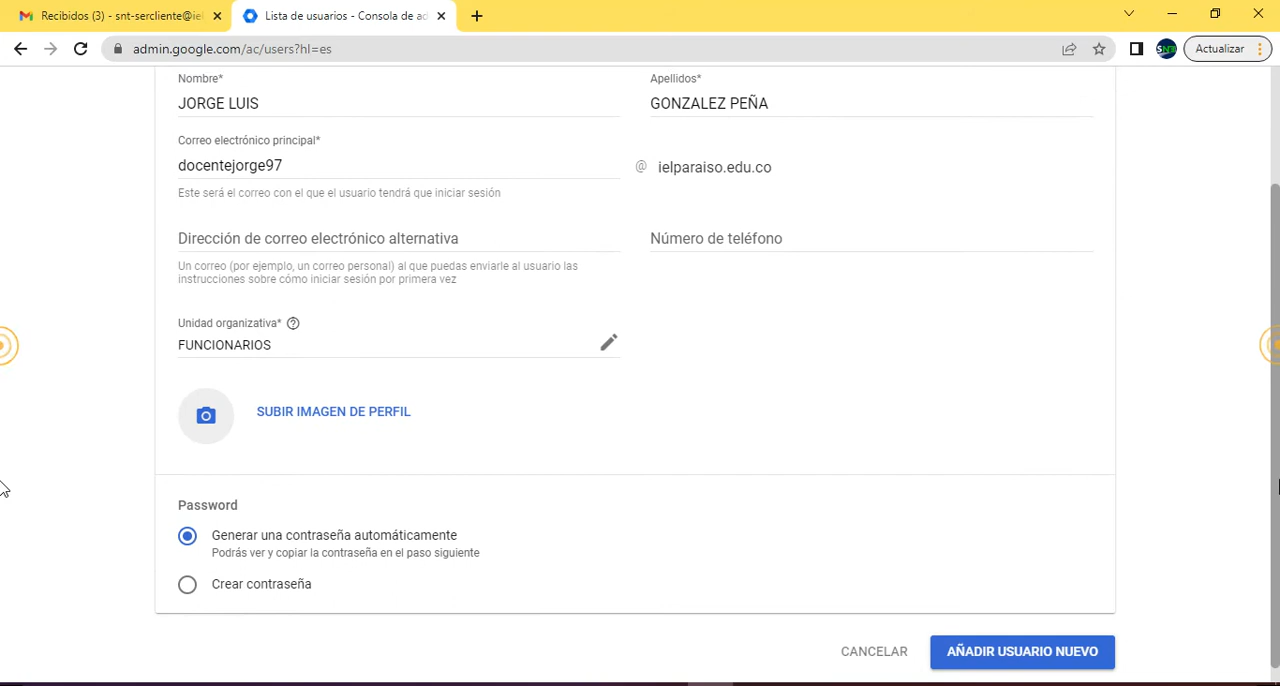 Recibidos (3) - snt-sercliente@iel
Lista de usuarios - Consola de ad
admin.google.com/ac/users?hl=es
SNT
Actualizar
Nombre*
Apellidos*
JORGE LUIS
GONZALEZ PEÑA
Correo electrónico principal*
docentejorge97
@ ielparaiso.edu.co
Este será el correo con el que el usuario tendrá que iniciar sesión
Dirección de correo electrónico alternativa
Número de teléfono
Un correo (por ejemplo, un correo personal) al que puedas enviarle al usuario las
instrucciones sobre cómo iniciar sesión por primera vez
Unidad organizativa*
FUNCIONARIOS
SUBIR IMAGEN DE PERFIL
Password
Generar una contraseña automáticamente
Podrás ver y copiar la contraseña en el paso siguiente
Crear contraseña
CANCELAR
AÑADIR USUARIO NUEVO